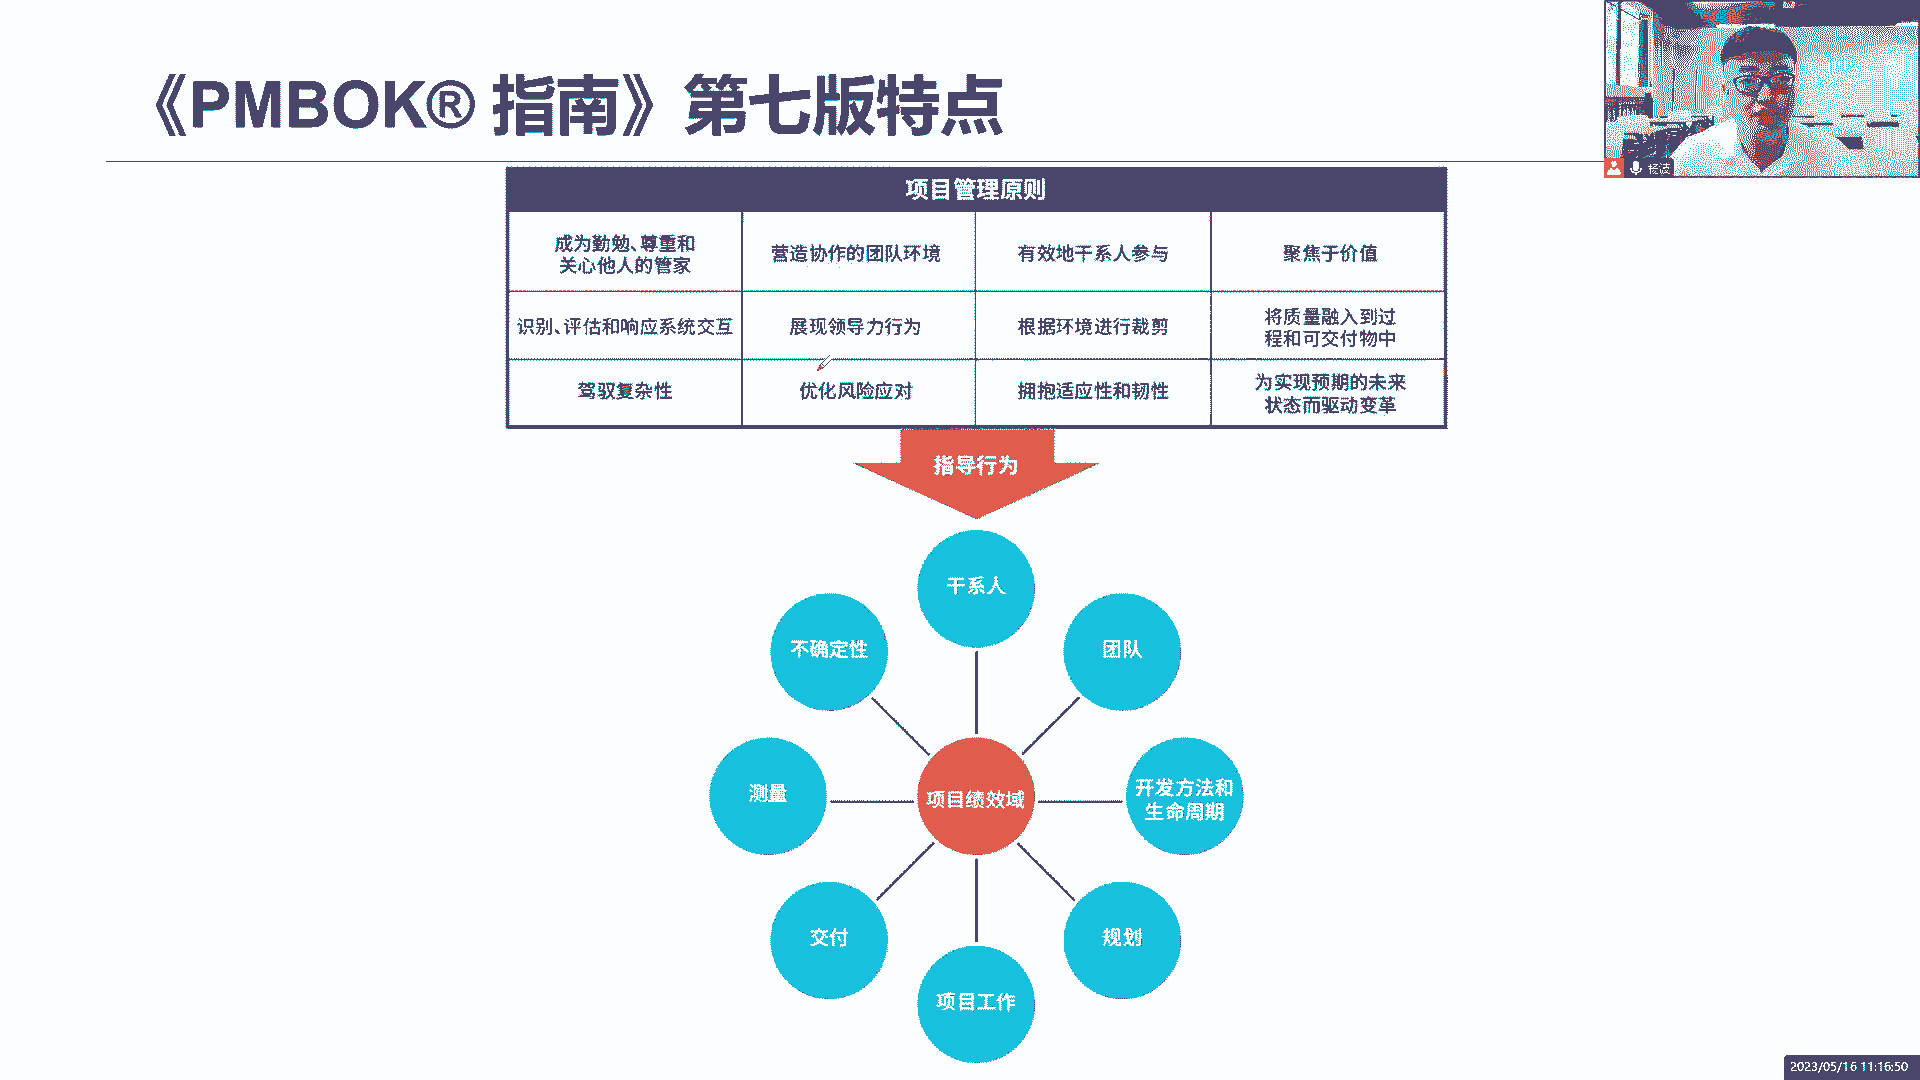 《PMBOK® 指南》第七版特点
项目管理原则
成为勤勉、尊重和
关心他人的管家
营造协作的团队环境
有效地干系人参与
聚焦于价值
识别、评估和响应系统交互
展现领导力行为
根据环境进行裁剪
将质量融入到过
程和可交付物中
驾驭复杂性
优化风险应对
拥抱适应性和韧性
为实现预期的未来
状态而驱动变革
指导行为
干系人
不确定性
团队
测量
项目绩效域
开发方法和
生命周期
交付
规划
项目工作
2023/05/16 11:16:50